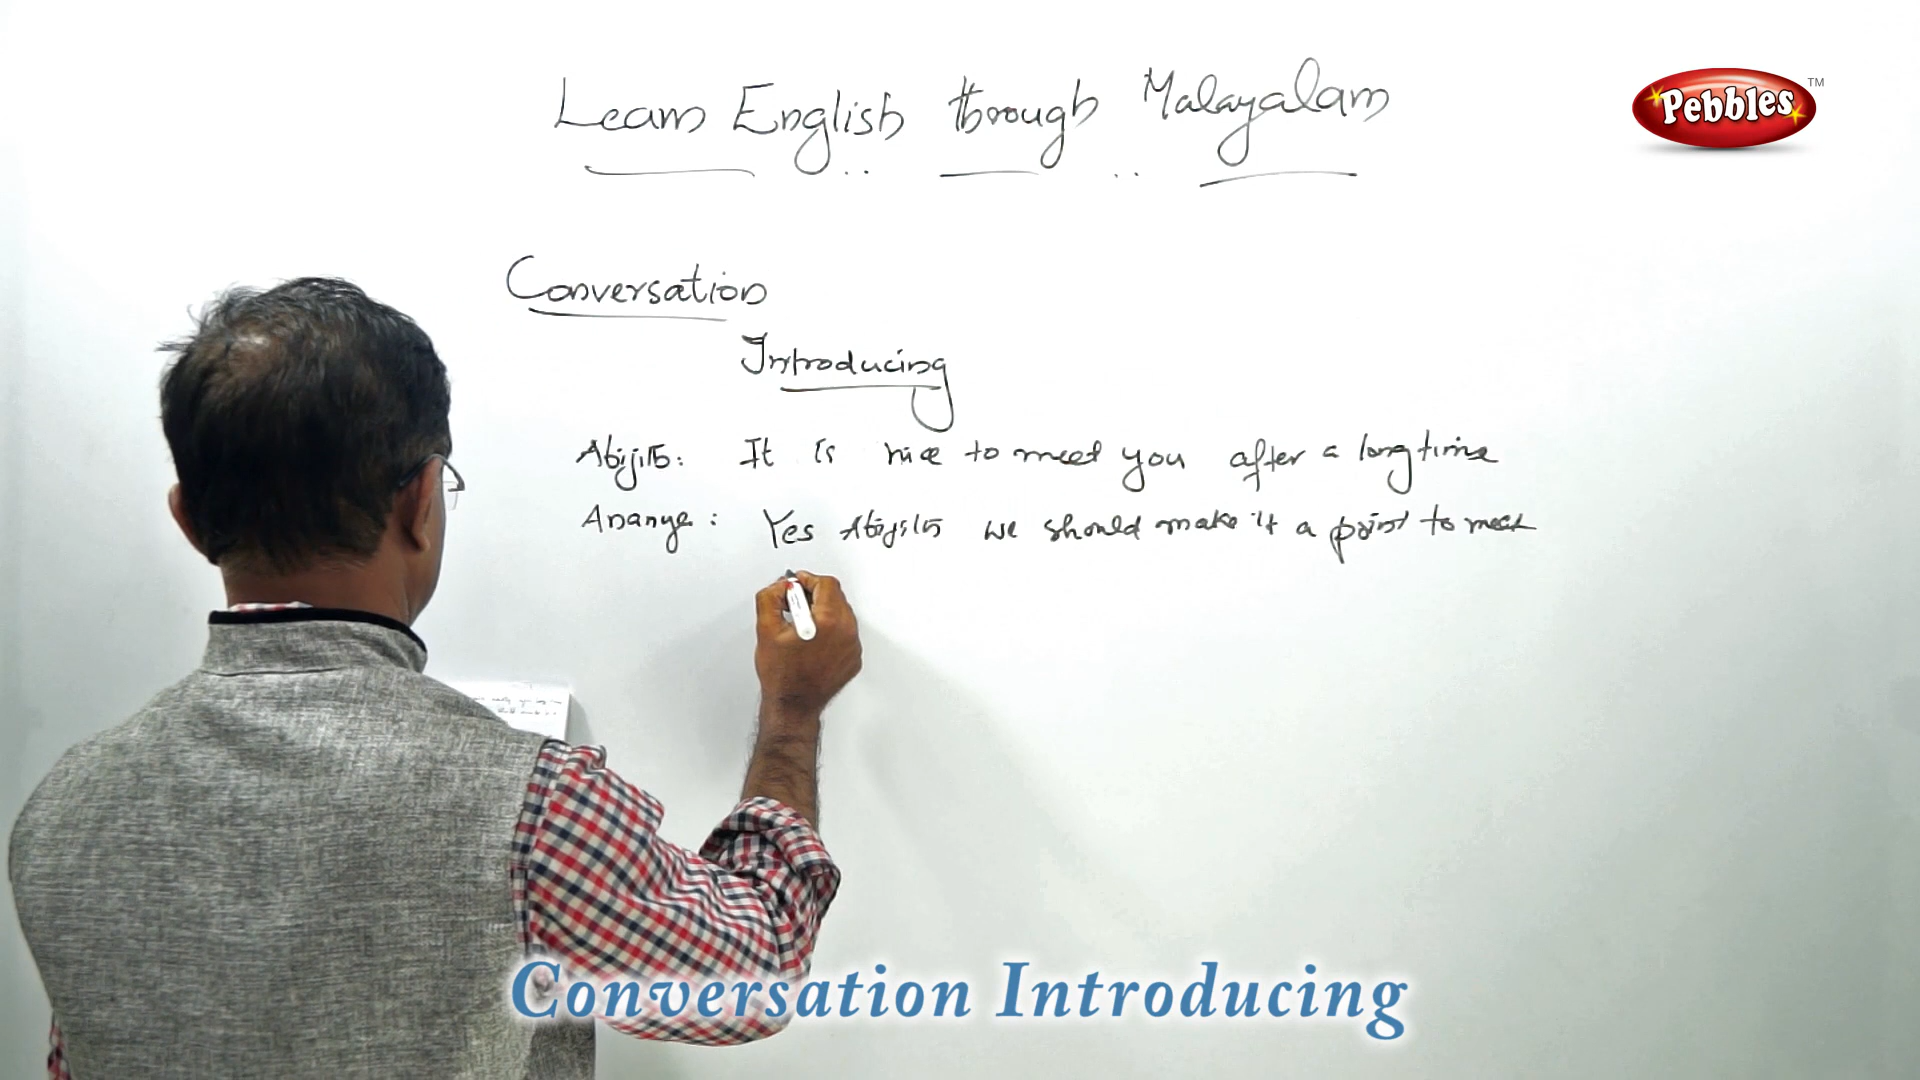 Learn English through Malayalam
Pebbles TM
Conversation
Introducing
Abijith: It is nice to meet you after a long time
Ananya: Yes Abijith we should make it a point to meet
Conversation Introducing